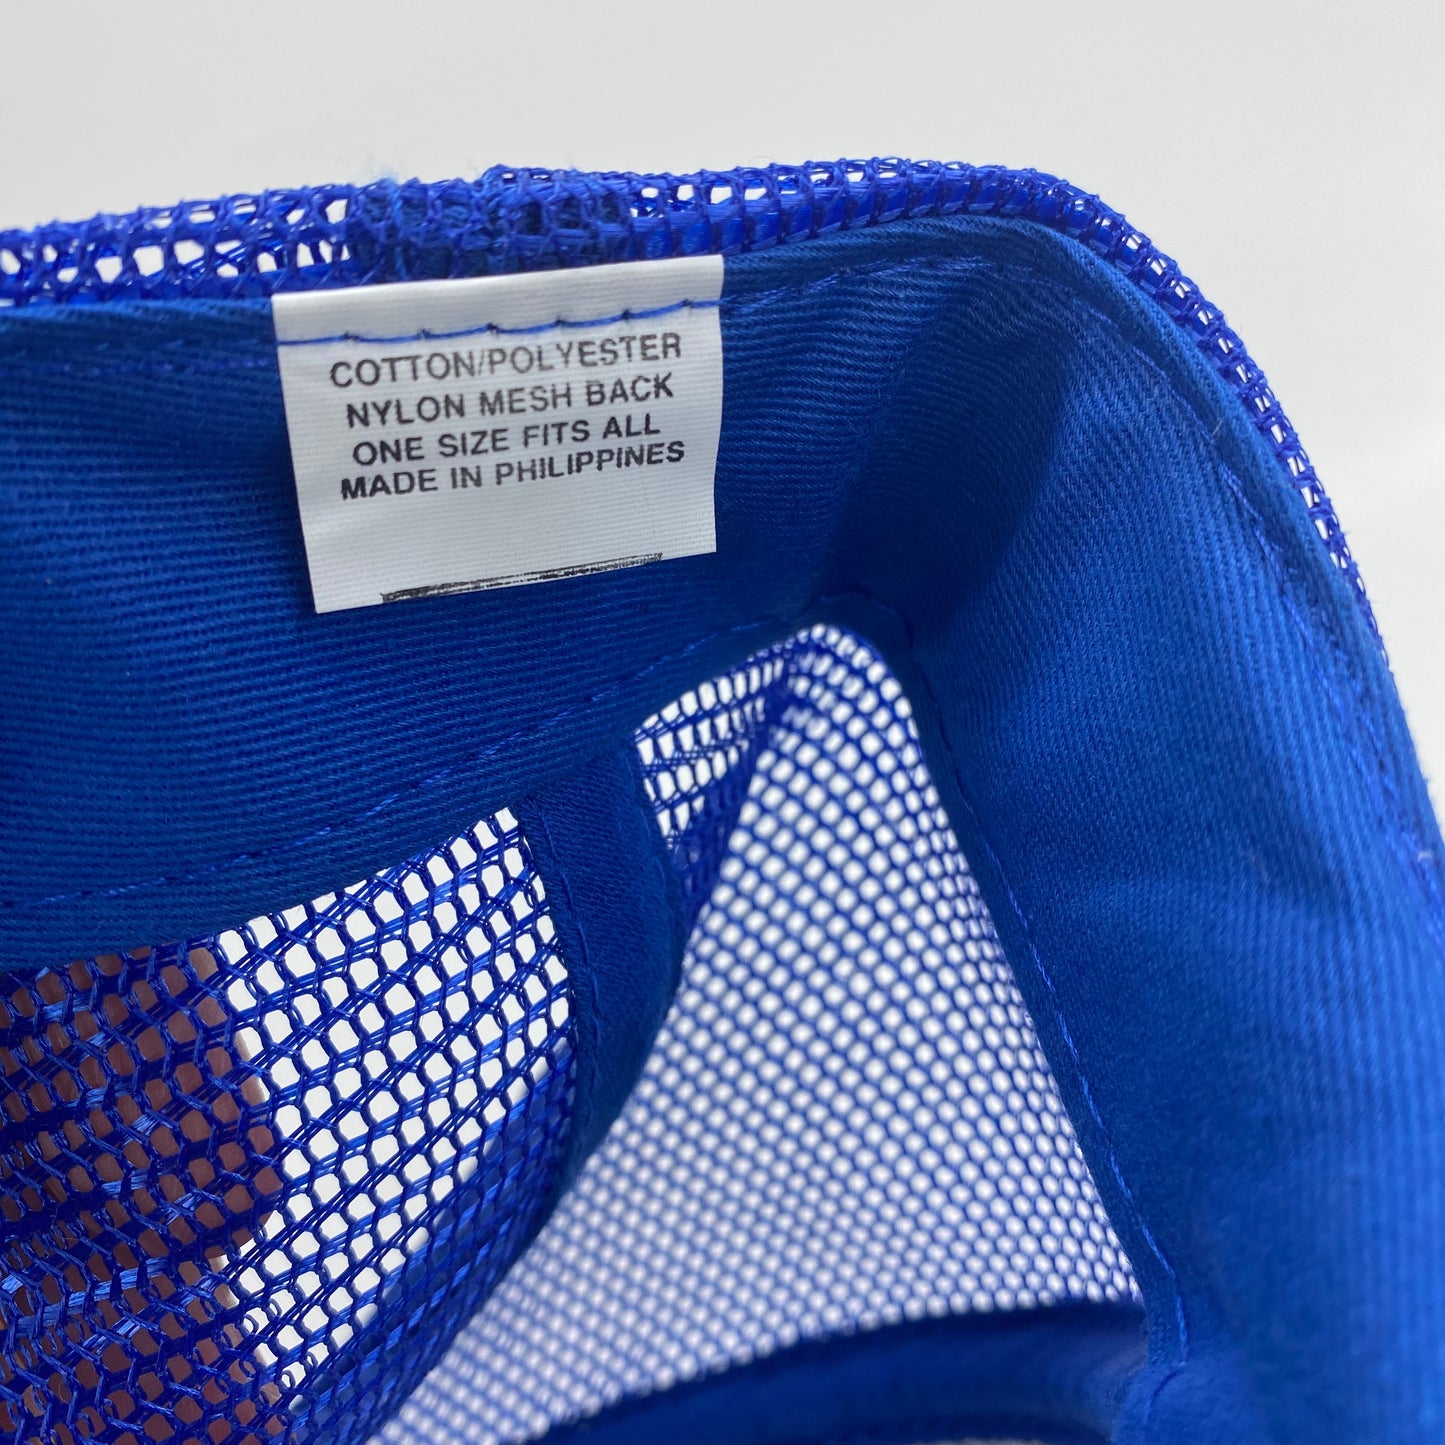 COTTON/POLYESTER
NYLON MESH BACK
ONE SIZE FITS ALL
MADE IN PHILIPPINES